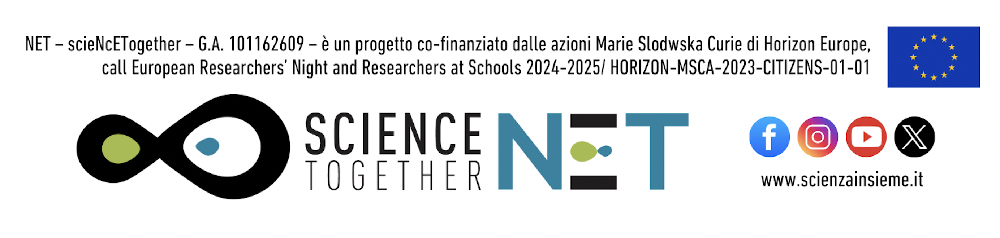 NET – scieNcETogether – G.A. 101162609 – è un progetto co-finanziato dalle azioni Marie Slodwska Curie di Horizon Europe,
call European Researchers’ Night and Researchers at Schools 2024-2025/ HORIZON-MSCA-2023-CITIZENS-01-01
SCIENCE
TOGETHER
NET
www.scienzainsieme.it